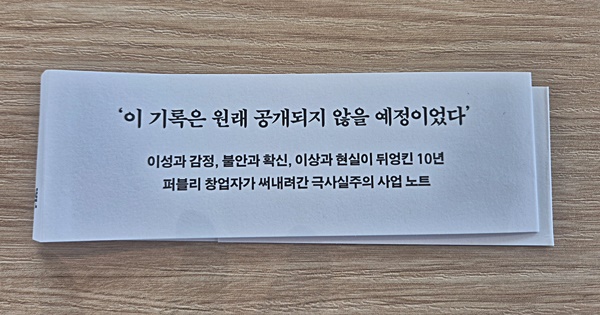 ‘이 기록은 원래 공개되지 않을 예정이었다’
이성과 감정, 불안과 확신, 이상과 현실이 뒤엉킨 10년
퍼블리 창업자가 써내려간 극사실주의 사업 노트